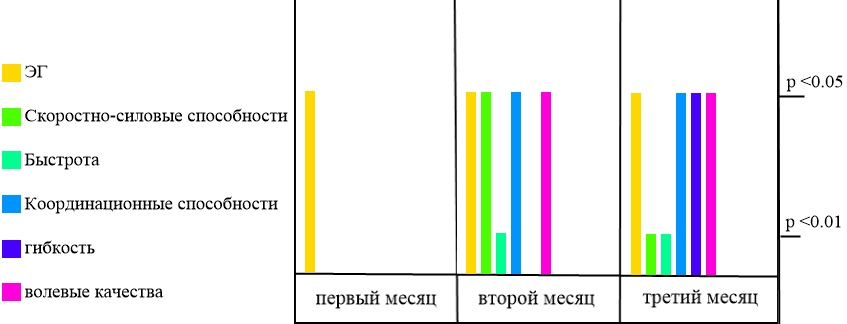 ЭГ
Скоростно-силовые способности
Быстрота
Координационные способности
гибкость
волевые качества
p <0.05
p <0.01
первый месяц
второй месяц
третий месяц